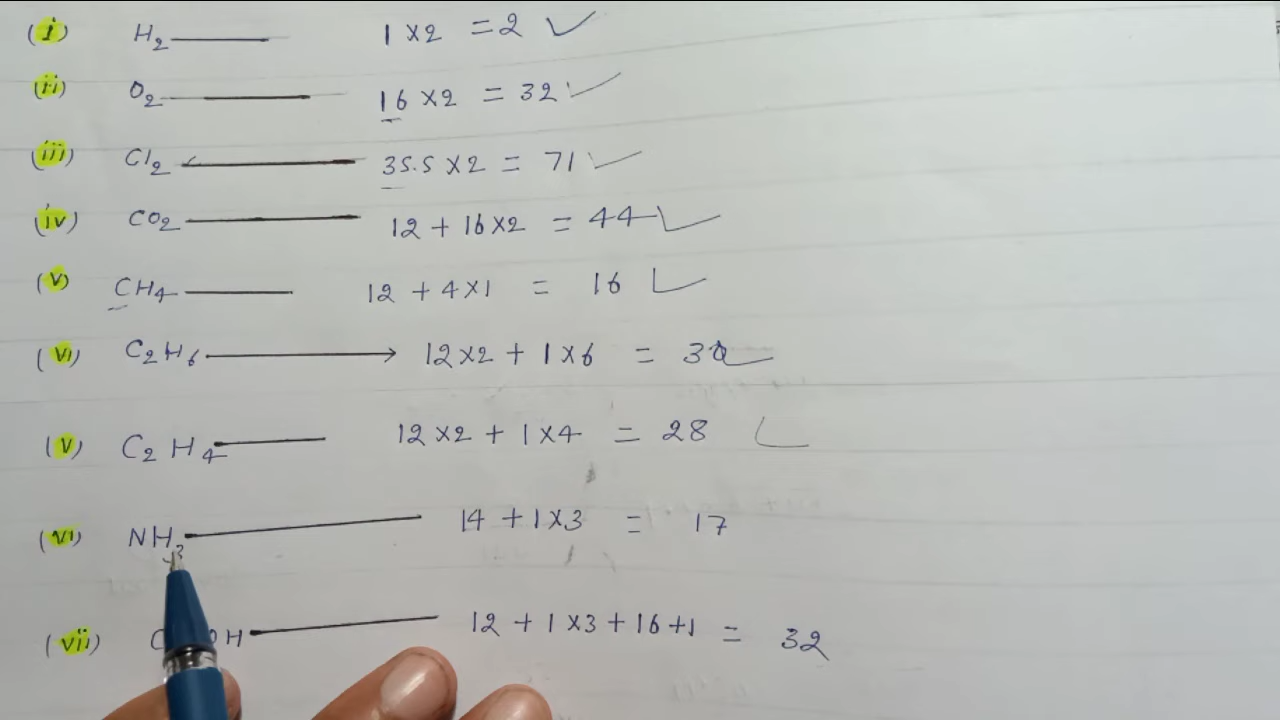 (i) H₂ 1 × 2 = 2 ✓
(ii) O₂ 16 × 2 = 32 ✓
(iii) Cl₂ 35.5 × 2 = 71 ✓
(iv) CO₂ 12 + 16 × 2 = 44 ✓
(v) CH₄ 12 + 4 × 1 = 16 ✓
(vi) C₂H₆ → 12 × 2 + 1 × 6 = 30 ✓
(v) C₂H₄ 12 × 2 + 1 × 4 = 28 ✓
(vi) NH₃ 14 + 1 × 3 = 17
(vii) C OH 12 + 1 × 3 + 16 + 1 = 32